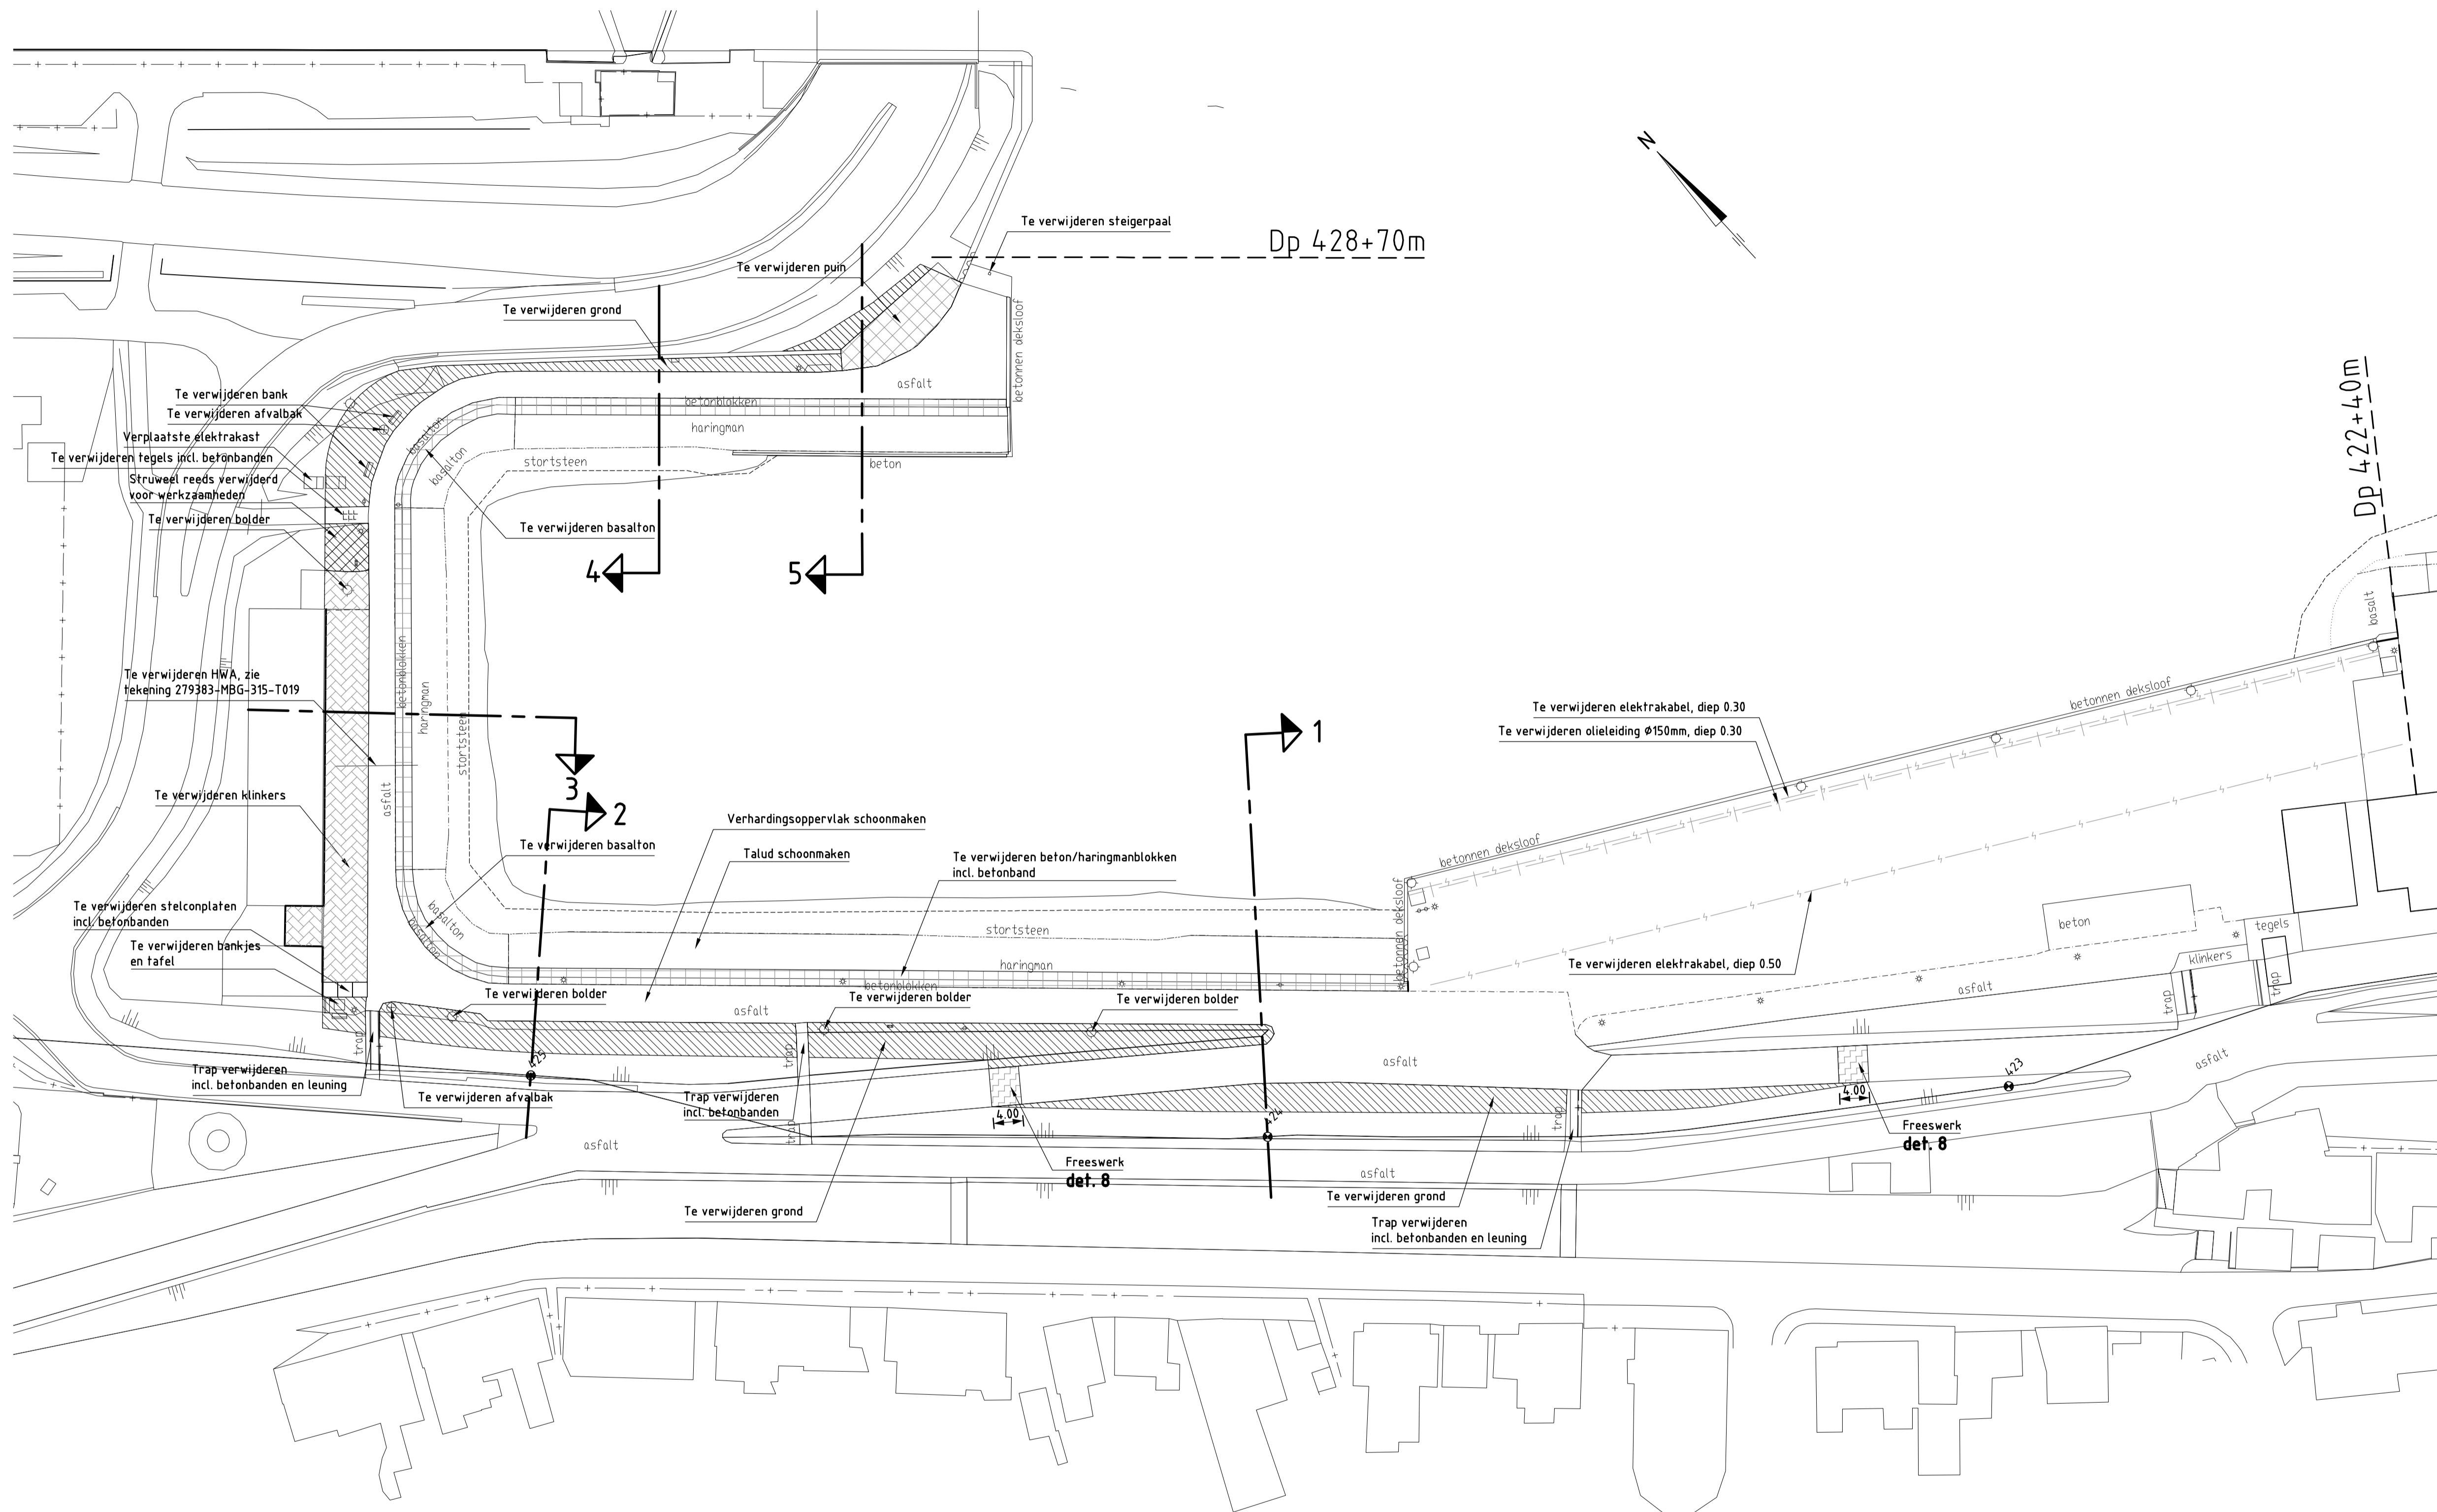 N
Te verwijderen steigerpaal
Dp 428+70m
Te verwijderen puin
Te verwijderen grond
betonnen deksloof
asfalt
Te verwijderen bank
Te verwijderen afvalbak
Verplaatste elektrakast
Te verwijderen tegels incl. betonbanden
Struweel reeds verwijderd
voor werkzaamheden
Te verwijderen bolder
betonblokken
haringman
basalton
basalton
stortsteen
beton
Te verwijderen basalton
4
5
Dp 422+40m
basalt
Te verwijderen HWA, zie
tekening 279383-MBG-315-T019
betonblokken
haringman
stortsteen
asfalt
3
2
1
Te verwijderen elektrakabel, diep 0.30
Te verwijderen olieleiding Ø150mm, diep 0.30
betonnen deksloof
Te verwijderen klinkers
Verhardingsoppervlak schoonmaken
Te verwijderen basalton
Talud schoonmaken
Te verwijderen beton/haringmanblokken
incl. betonband
betonnen deksloof
betonnen deksloof
Te verwijderen stelconplaten
incl. betonbanden
Te verwijderen bankjes
en tafel
basalton
basalton
stortsteen
haringman
betonblokken
Te verwijderen elektrakabel, diep 0.50
beton
tegels
klinkers
trap
trap
asfalt
Te verwijderen bolder
Te verwijderen bolder
Te verwijderen bolder
asfalt
trap
trap
425
asfalt
asfalt
423
Trap verwijderen
incl. betonbanden en leuning
Te verwijderen afvalbak
Trap verwijderen
incl. betonbanden
4.00
4.00
424
trap
trap
Freeswerk
det. 8
asfalt
Freeswerk
det. 8
asfalt
Te verwijderen grond
Te verwijderen grond
Trap verwijderen
incl. betonbanden en leuning